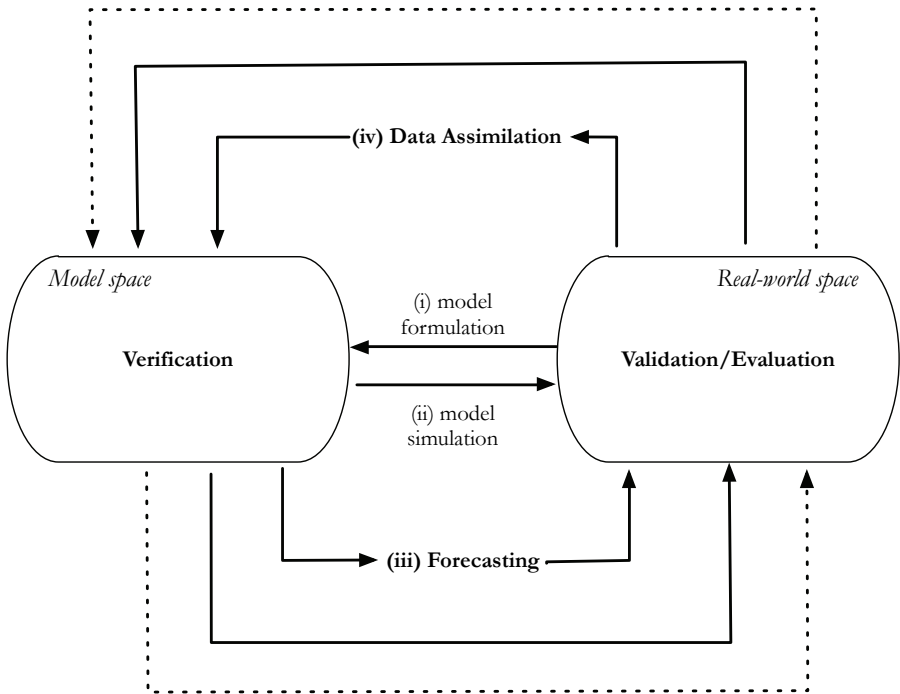 (iv) Data Assimilation
Model space
Real-world space
(i) model
formulation
Verification
Validation/Evaluation
(ii) model
simulation
(iii) Forecasting